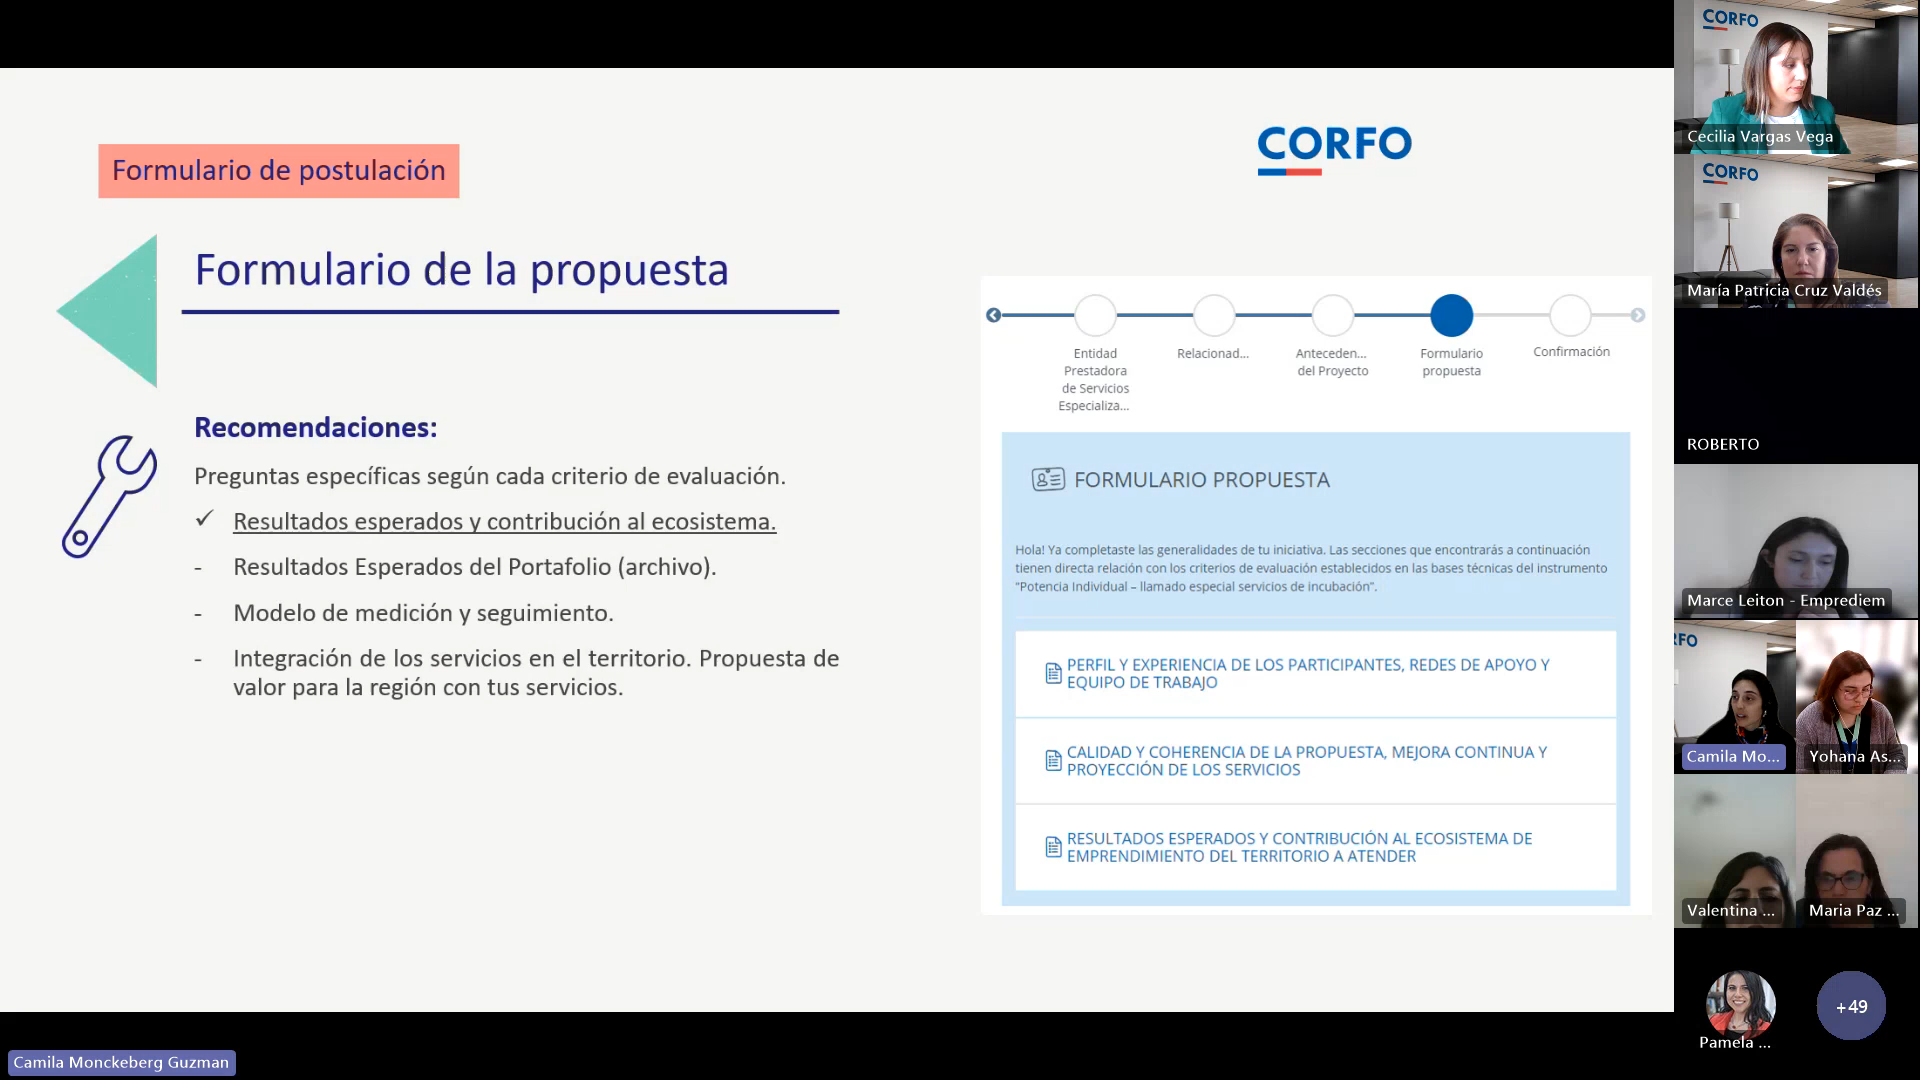 Formulario de postulación
CORFO
Formulario de la propuesta
Recomendaciones:
Preguntas específicas según cada criterio de evaluación.
✓ Resultados esperados y contribución al ecosistema.
- Resultados Esperados del Portafolio (archivo).
- Modelo de medición y seguimiento.
- Integración de los servicios en el territorio. Propuesta de
valor para la región con tus servicios.
Entidad
Prestadora
de Servicios
Especializa...
Relacionad...
Anteceden...
del Proyecto
Formulario
propuesta
Confirmación
FORMULARIO PROPUESTA
Hola! Ya completaste las generalidades de tu iniciativa. Las secciones que encontrarás a continuación
tienen directa relación con los criterios de evaluación establecidos en las bases técnicas del instrumento
“Potencia Individual – llamado especial servicios de incubación”.
PERFIL Y EXPERIENCIA DE LOS PARTICIPANTES, REDES DE APOYO Y
EQUIPO DE TRABAJO
CALIDAD Y COHERENCIA DE LA PROPUESTA, MEJORA CONTINUA Y
PROYECCIÓN DE LOS SERVICIOS
RESULTADOS ESPERADOS Y CONTRIBUCIÓN AL ECOSISTEMA DE
EMPRENDIMIENTO DEL TERRITORIO A ATENDER
Camila Monckeberg Guzman
CORFO
Cecilia Vargas Vega
CORFO
María Patricia Cruz Valdés
ROBERTO
Marce Leiton - Emprediem
RFO
Camila Mo...
Yohana As...
Valentina ...
Maria Paz ...
Pamela ...
+49